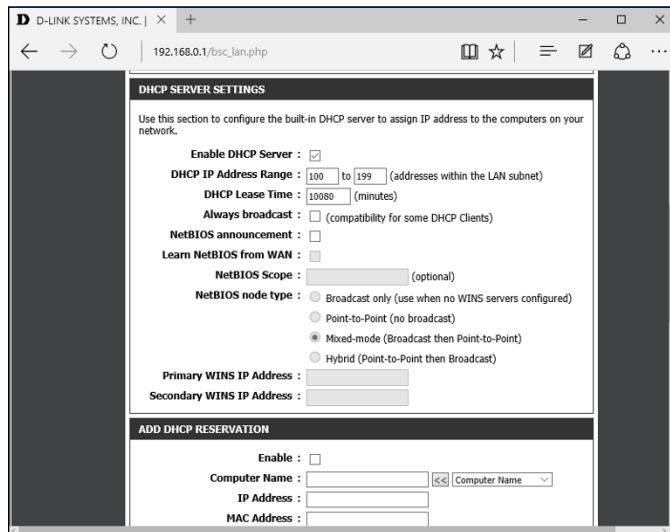 D-LINK SYSTEMS, INC. |
192.168.0.1/bsc_lan.php
DHCP SERVER SETTINGS
Use this section to configure the built-in DHCP server to assign IP address to the computers on your
network.
Enable DHCP Server :
DHCP IP Address Range : 100 to 199 (addresses within the LAN subnet)
DHCP Lease Time : 10080 (minutes)
Always broadcast : (compatibility for some DHCP Clients)
NetBIOS announcement :
Learn NetBIOS from WAN :
NetBIOS Scope : (optional)
NetBIOS node type : Broadcast only (use when no WINS servers configured)
Point-to-Point (no broadcast)
Mixed-mode (Broadcast then Point-to-Point)
Hybrid (Point-to-Point then Broadcast)
Primary WINS IP Address :
Secondary WINS IP Address :
ADD DHCP RESERVATION
Enable :
Computer Name : << Computer Name
IP Address :
MAC Address :